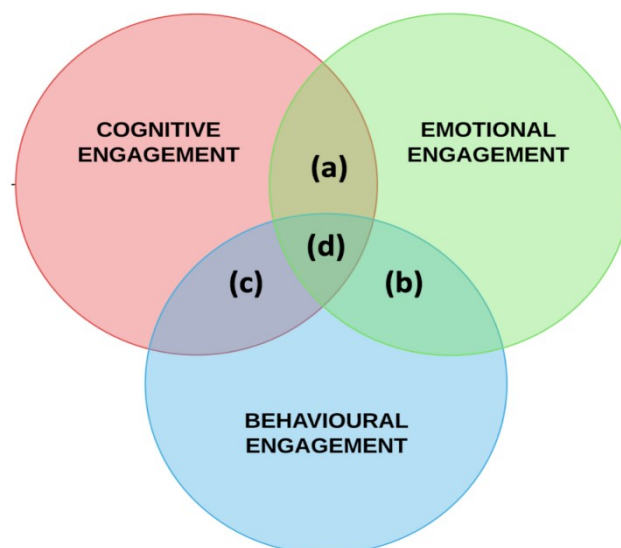 COGNITIVE
ENGAGEMENT
EMOTIONAL
ENGAGEMENT
(a)
(d)
(c)
(b)
BEHAVIOURAL
ENGAGEMENT